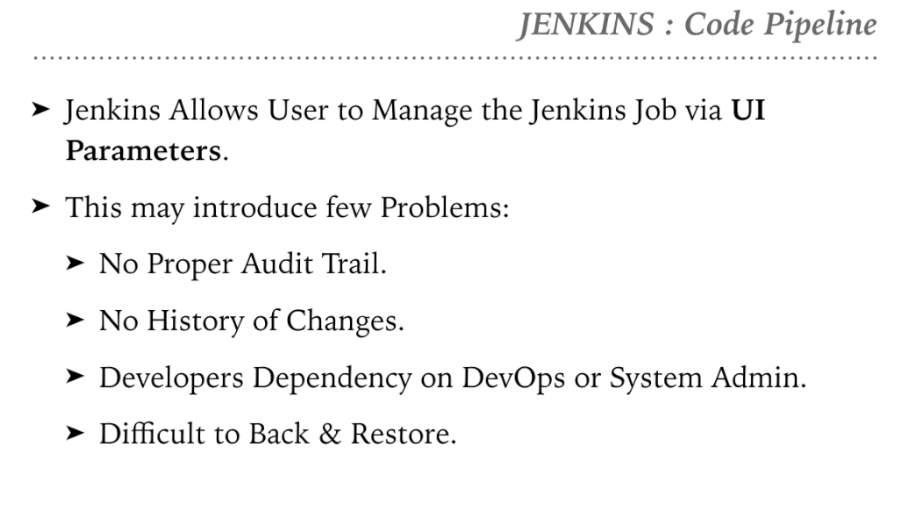 JENKINS : Code Pipeline
➤ Jenkins Allows User to Manage the Jenkins Job via UI
Parameters.
➤ This may introduce few Problems:
➤ No Proper Audit Trail.
➤ No History of Changes.
➤ Developers Dependency on DevOps or System Admin.
➤ Difficult to Back & Restore.